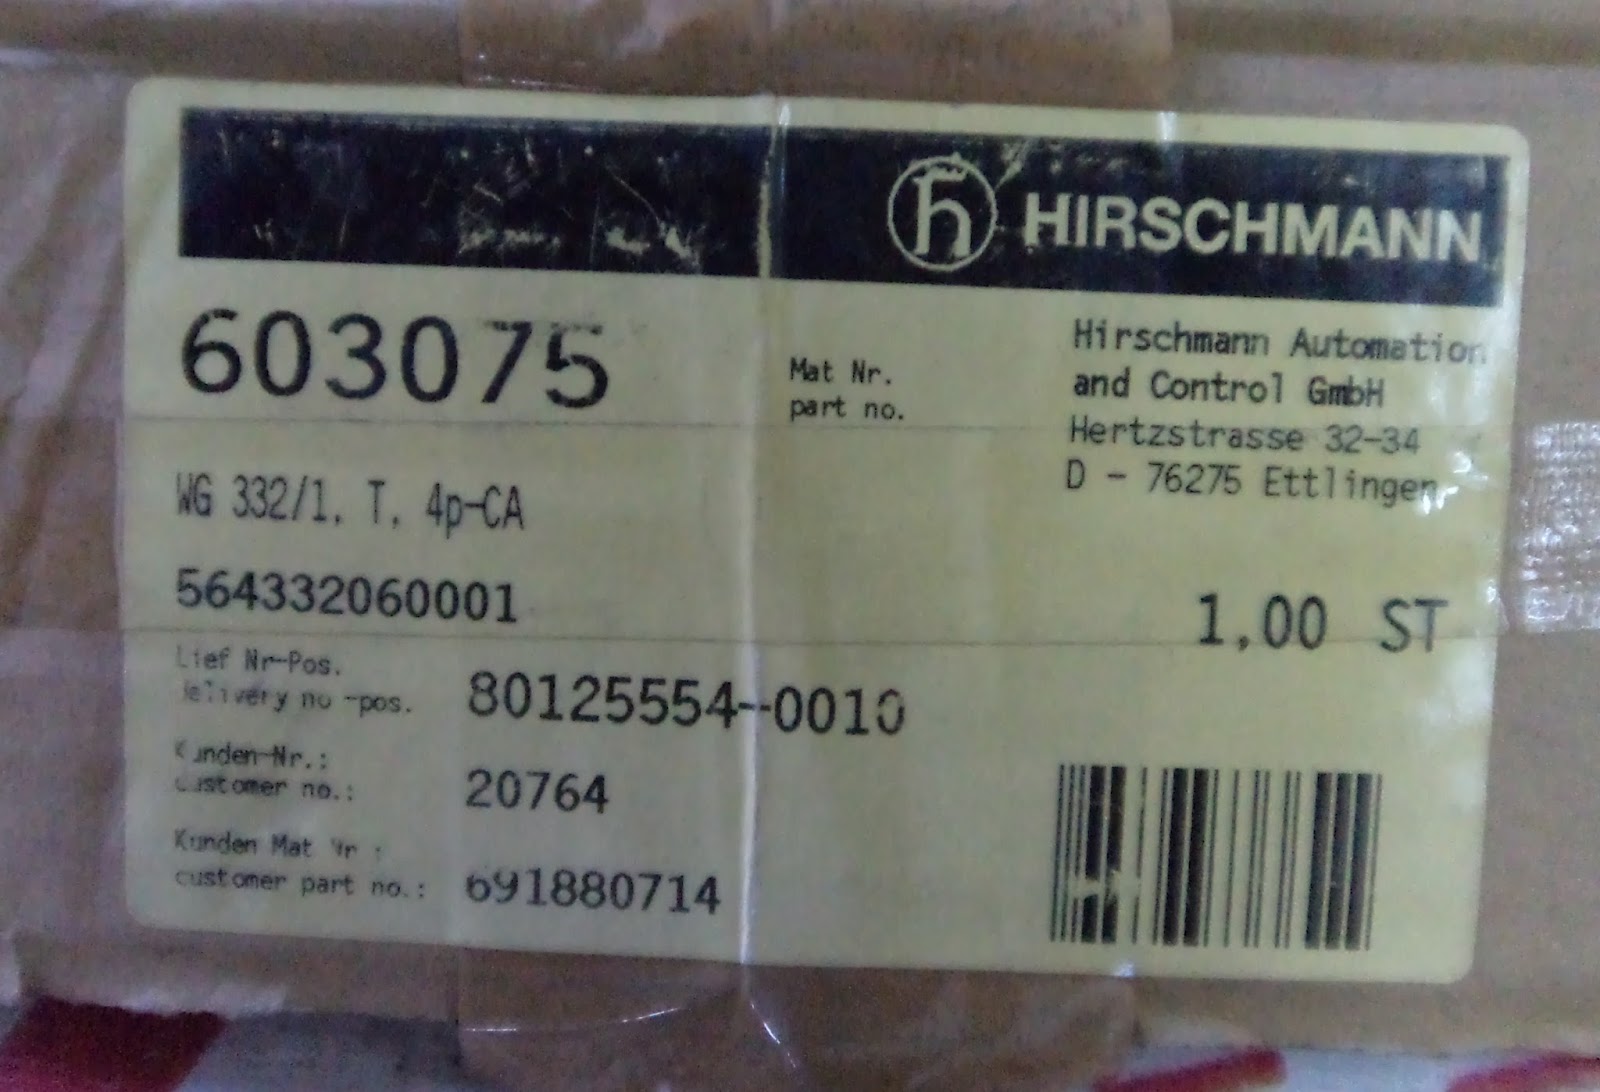 HIRSCHMANN
603075
Mat Nr.
part no.
Hirschmann Automation
and Control GmbH
Hertzstrasse 32-34
D - 76275 Ettlingen
WG 332/1, T, 4p-CA
564332060001
1,00 ST
Lief Nr-Pos.
delivery no -pos. 80125554-0010
Kunden-Nr.:
customer no.: 20764
Kunden Mat Nr :
customer part no.: 691880714